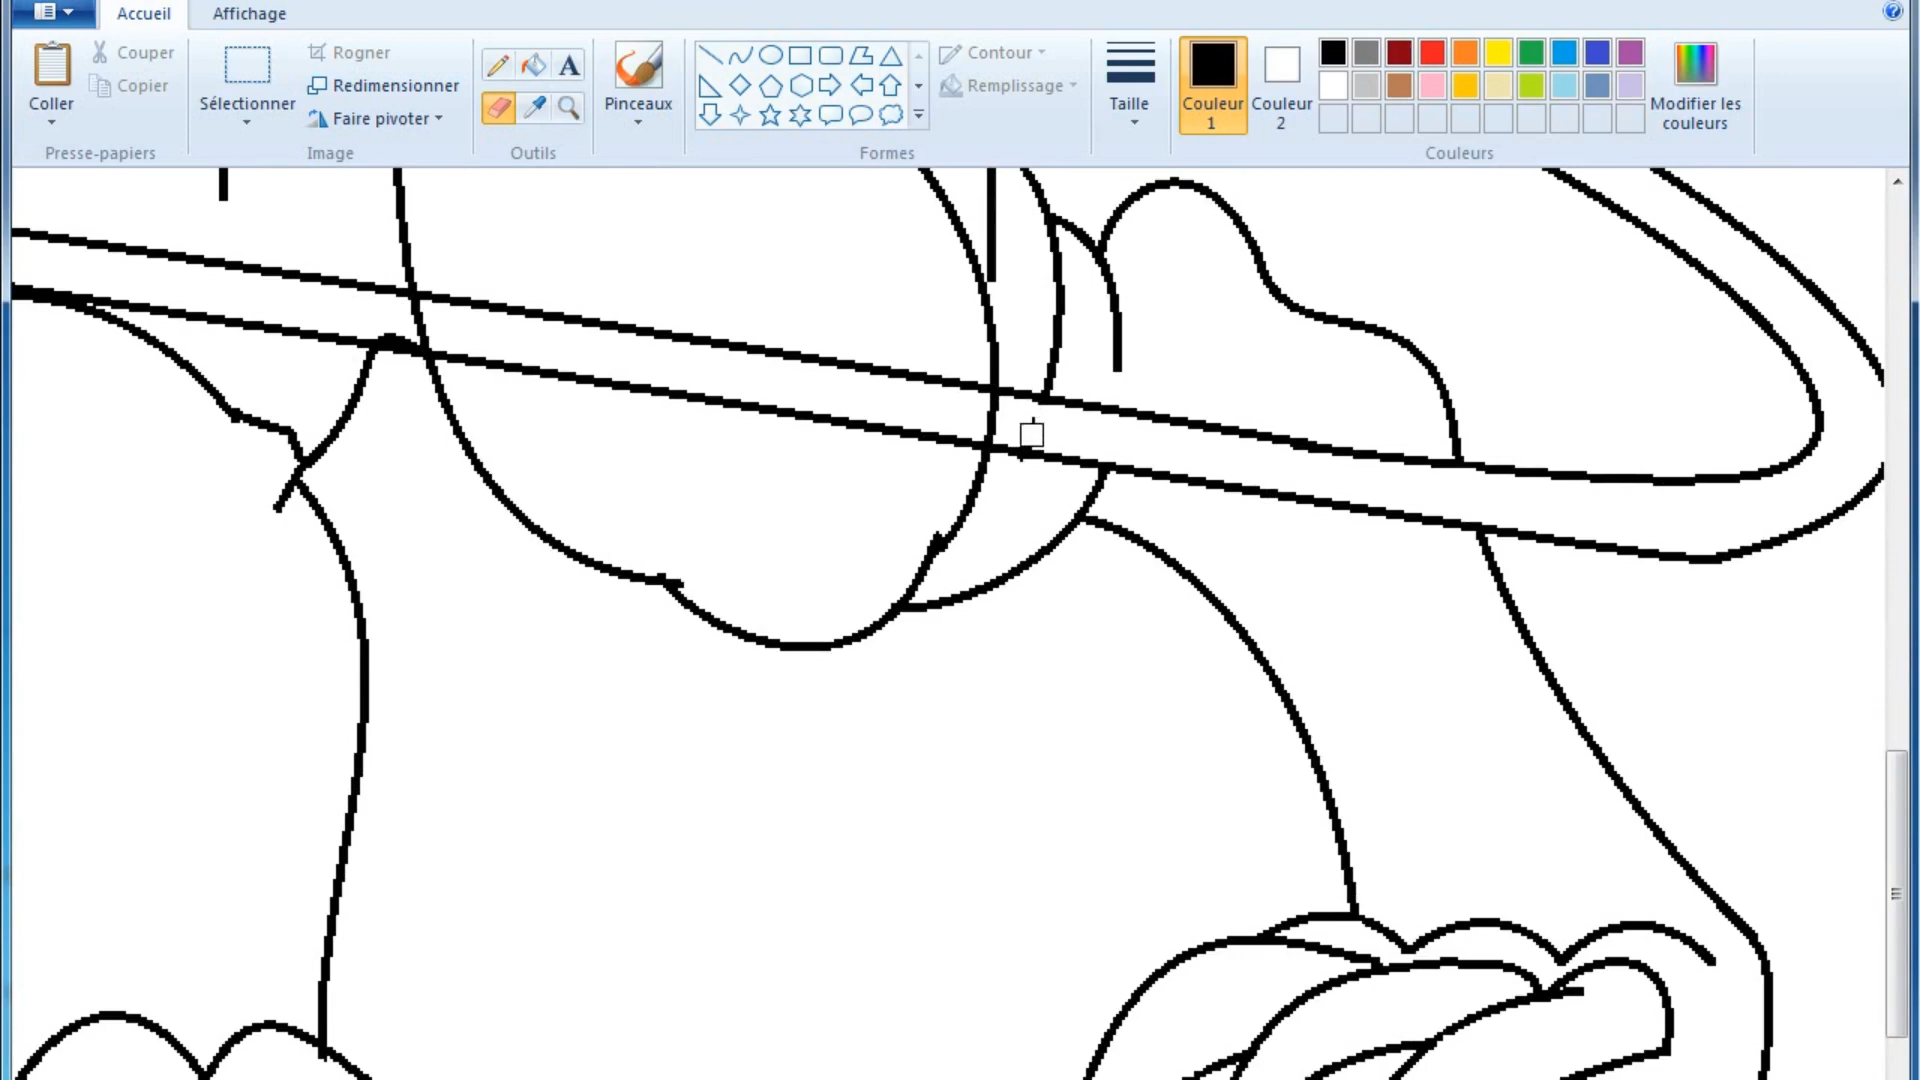 Accueil Affichage
Coller
Couper
Copier
Presse-papiers
Sélectionner
Rogner
Redimensionner
Faire pivoter
Image
A
Outils
Pinceaux
Contour
Remplissage
Formes
Taille
Couleur
1
Couleur
2
Modifier les
couleurs
Couleurs